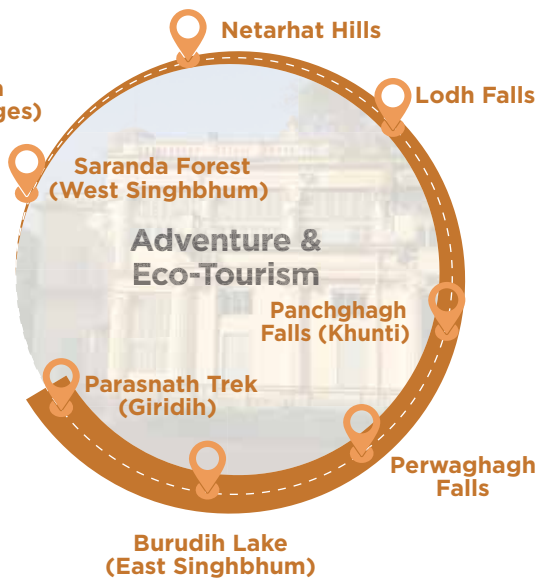 Netarhat Hills
Lodh Falls
ges)
Saranda Forest
(West Singhbhum)
Adventure &
Eco-Tourism
Panchghagh
Falls (Khunti)
Parasnath Trek
(Giridih)
Perwaghagh
Falls
Burudih Lake
(East Singhbhum)